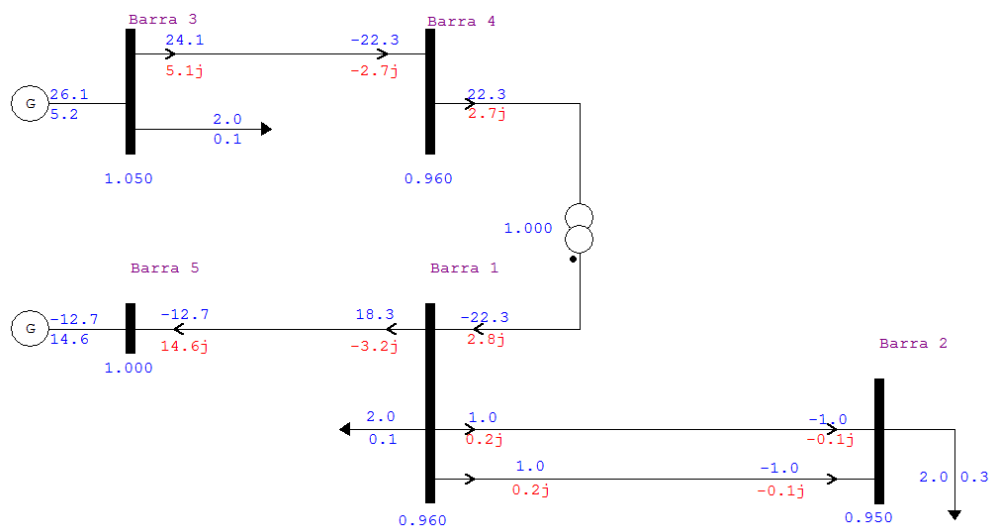 Barra 3
Barra 4
24.1
5.1j
-22.3
-2.7j
G
26.1
5.2
22.3
2.7j
2.0
0.1
1.050
0.960
1.000
Barra 5
Barra 1
G
-12.7
14.6
-12.7
14.6j
18.3
-3.2j
-22.3
2.8j
1.000
Barra 2
2.0
0.1
1.0
0.2j
-1.0
-0.1j
1.0
0.2j
-1.0
-0.1j
2.0 0.3
0.960
0.950